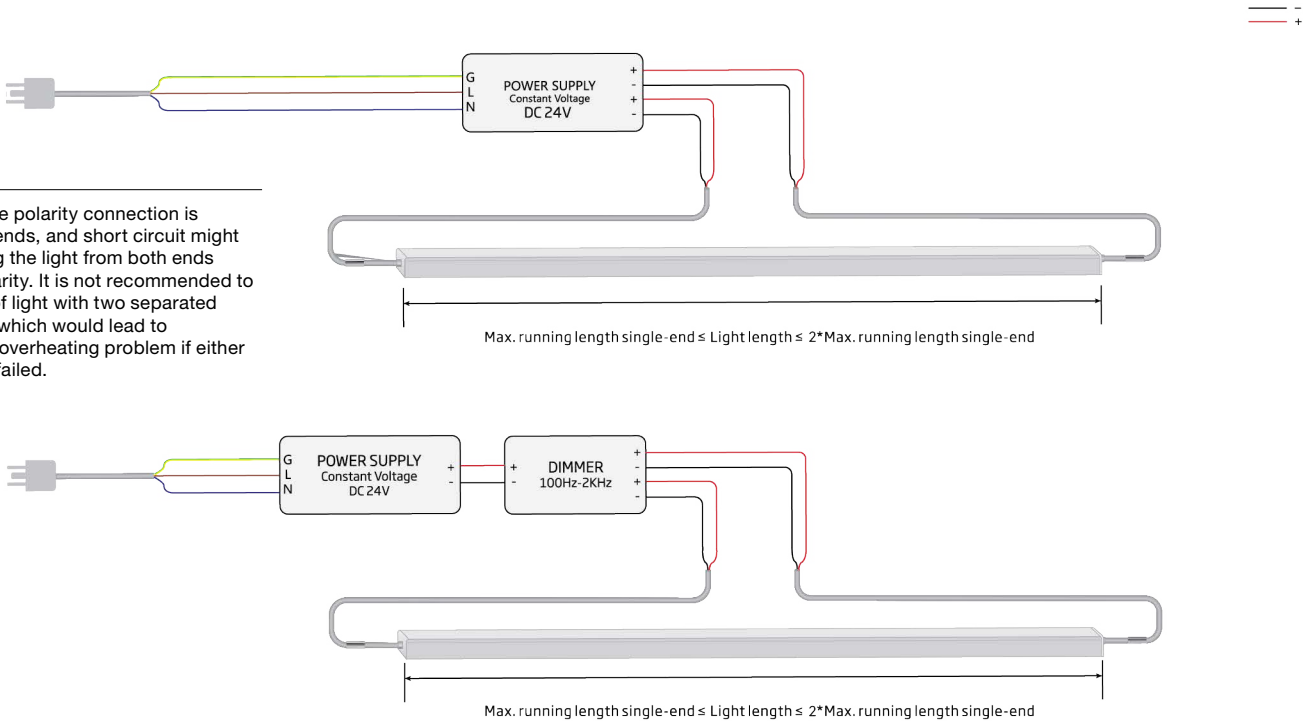 -
+
G
L
N
POWER SUPPLY
Constant Voltage
DC 24V
+
-
+
-
e polarity connection is
ends, and short circuit might
g the light from both ends
arity. It is not recommended to
of light with two separated
which would lead to
overheating problem if either
failed.
Max. running length single-end ≤ Light length ≤ 2*Max. running length single-end
G
L
N
POWER SUPPLY
Constant Voltage
DC 24V
+
-
+
-
DIMMER
100Hz-2KHz
+
-
+
-
Max. running length single-end ≤ Light length ≤ 2*Max. running length single-end